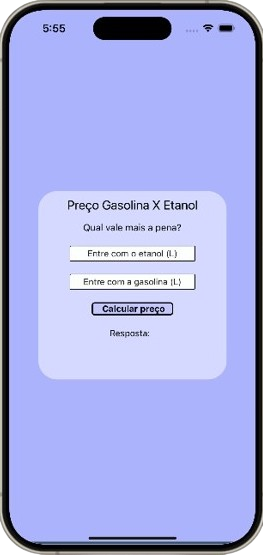 5:55
Preço Gasolina X Etanol
Qual vale mais a pena?
Entre com o etanol (L)
Entre com a gasolina (L)
Calcular preço
Resposta: